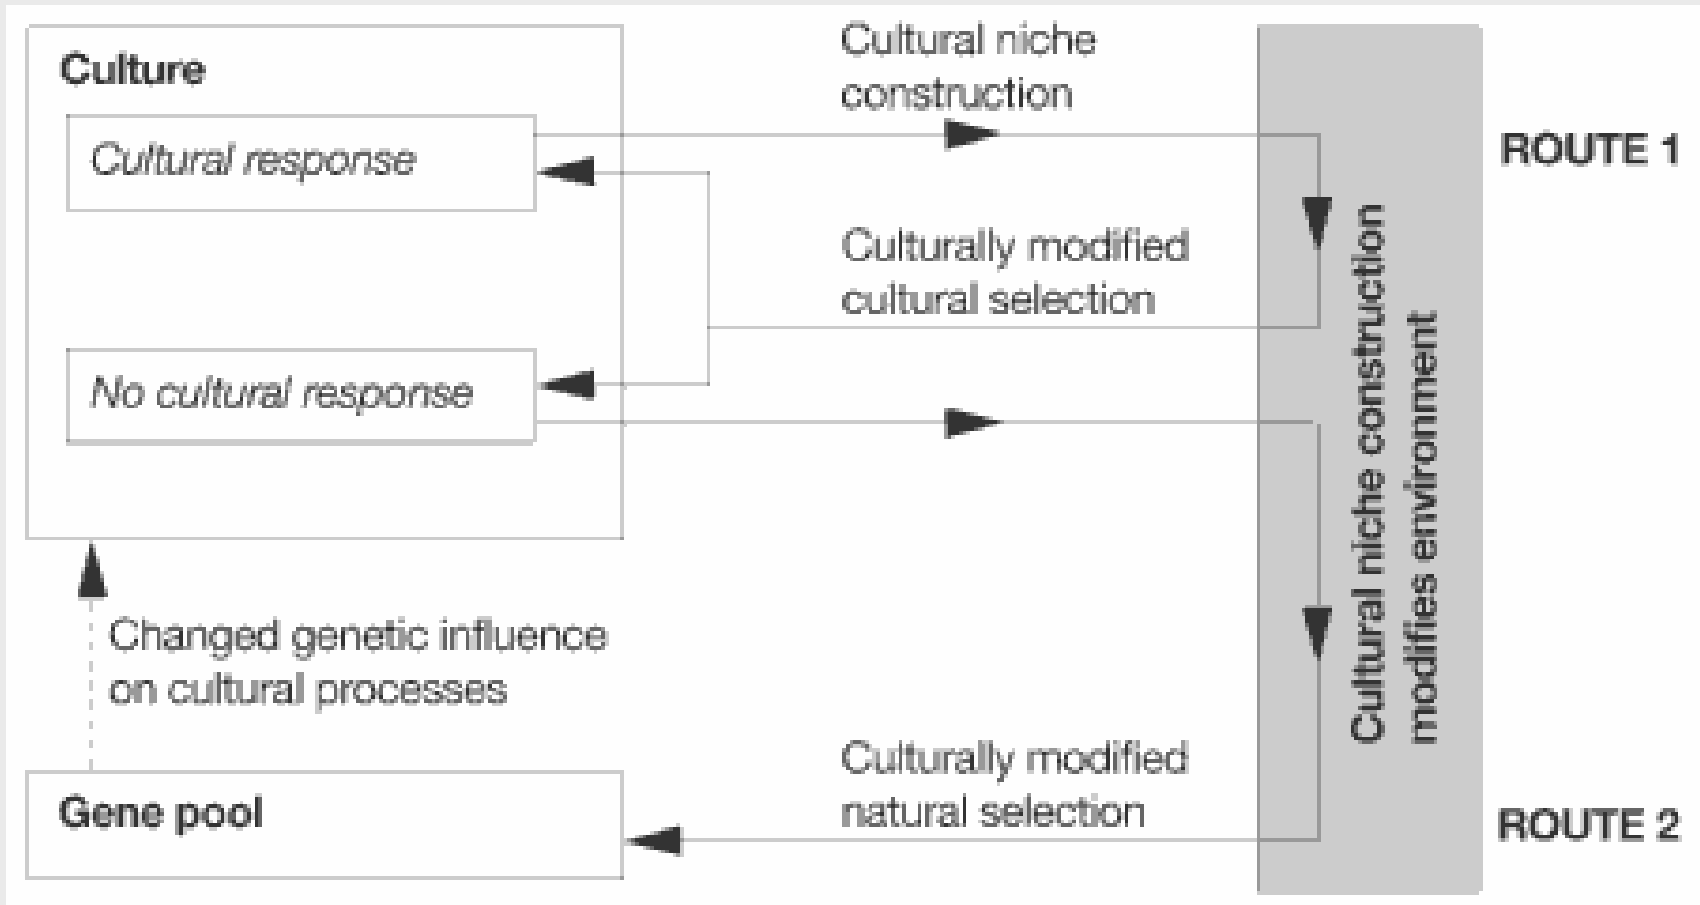 Culture
Cultural response
No cultural response
Cultural niche
construction
Culturally modified
cultural selection
Cultural niche construction
modifies environment
ROUTE 1
Changed genetic influence
on cultural processes
Gene pool
Culturally modified
natural selection
ROUTE 2